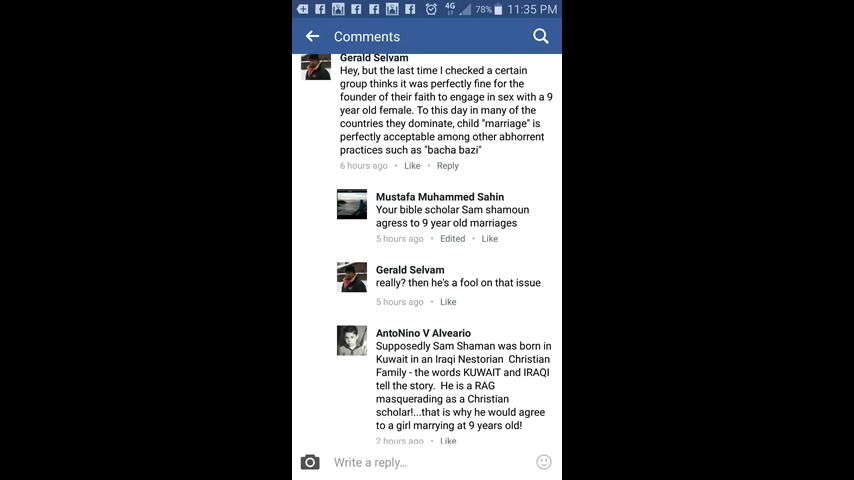 4G
78%
11:35 PM
Comments
Gerald Selvam
Hey, but the last time I checked a certain
group thinks it was perfectly fine for the
founder of their faith to engage in sex with a 9
year old female. To this day in many of the
countries they dominate, child "marriage" is
perfectly acceptable among other abhorrent
practices such as "bacha bazi"
6 hours ago • Like • Reply
Mustafa Muhammed Sahin
Your bible scholar Sam shamoun
agress to 9 year old marriages
5 hours ago • Edited • Like
Gerald Selvam
really? then he's a fool on that issue
5 hours ago • Like
AntoNino V Alveario
Supposedly Sam Shaman was born in
Kuwait in an Iraqi Nestorian Christian
Family - the words KUWAIT and IRAQI
tell the story. He is a RAG
masquerading as a Christian
scholar!...that is why he would agree
to a girl marrying at 9 years old!
2 hours ago • Like
Write a reply...